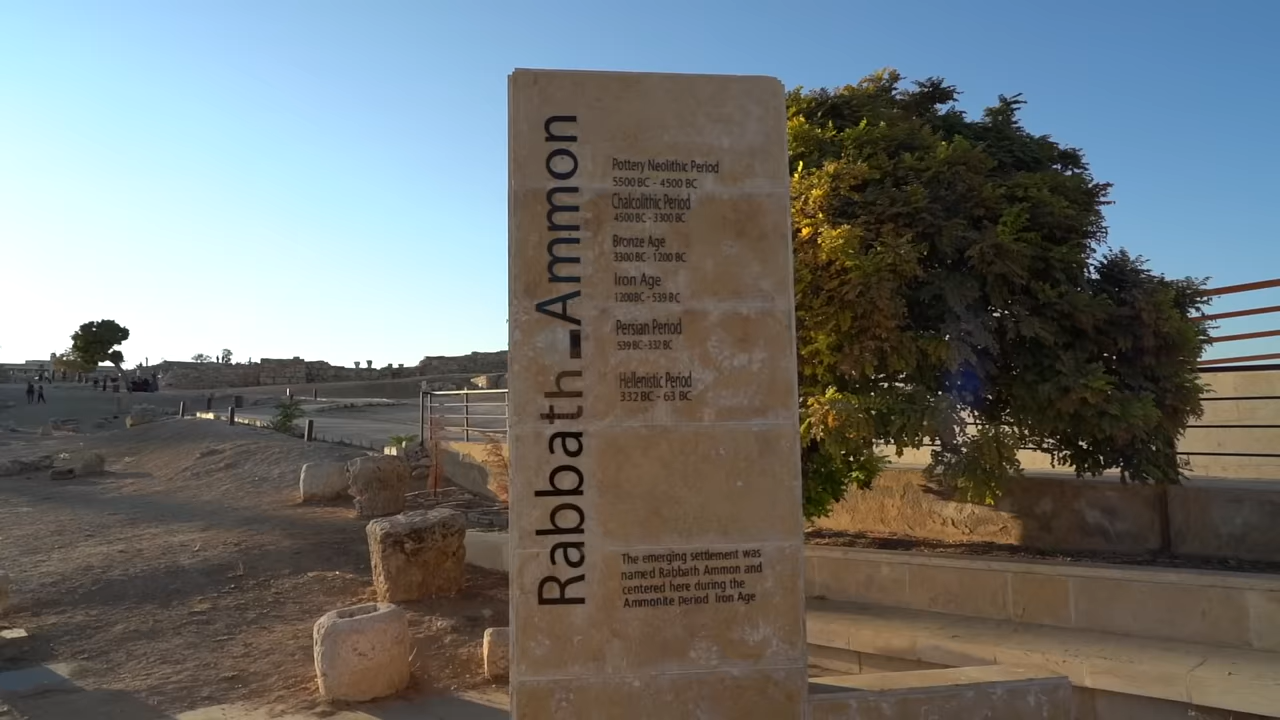 Rabbath-Ammon
Pottery Neolithic Period
5500 BC - 4500 BC
Chalcolithic Period
4500 BC - 3300 BC
Bronze Age
3300 BC - 1200 BC
Iron Age
1200BC - 539 BC
Persian Period
539 BC - 332 BC
Hellenistic Period
332 BC - 63 BC
The emerging settlement was
named Rabbath Ammon and
centered here during the
Ammonite Period Iron Age